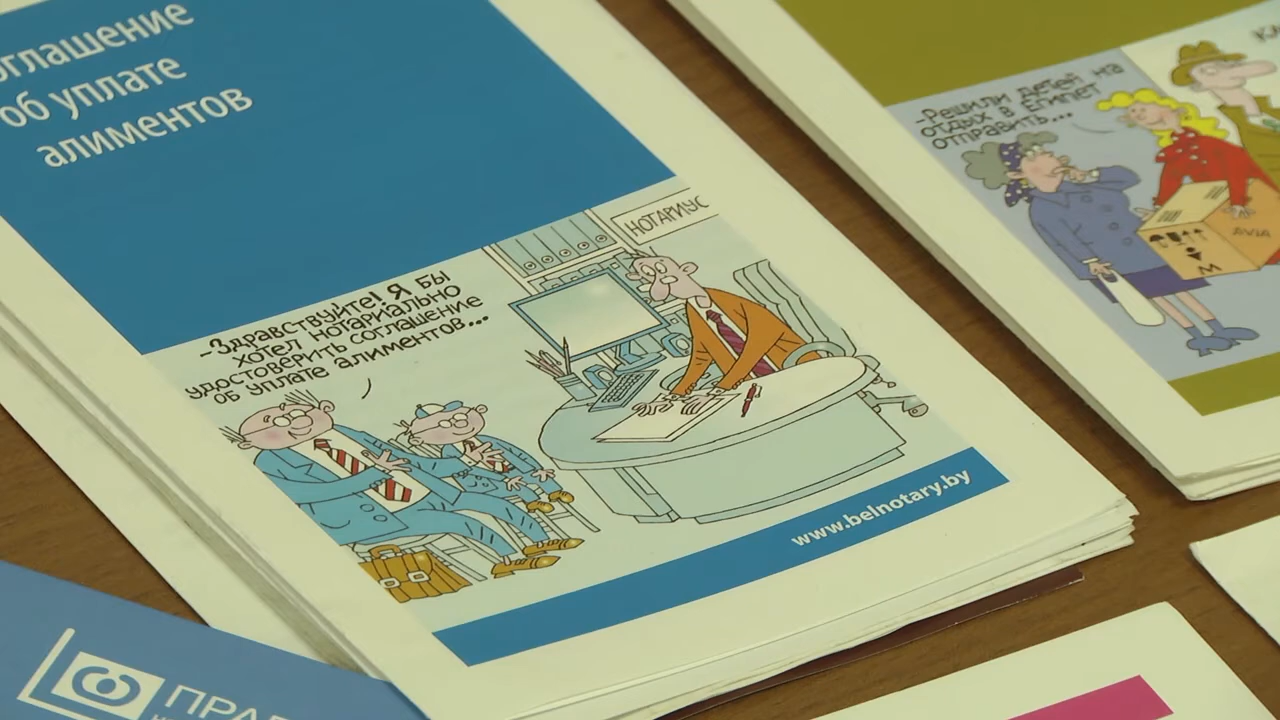 оглашение
об уплате
алиментов
-Здравствуйте! Я бы
хотел нотариально
удостоверить соглашение
об уплате алиментов...
НОТАРИУС
www.belnotary.by
-Решили детей на
отдых в Египет
отправить...
AVIA
М